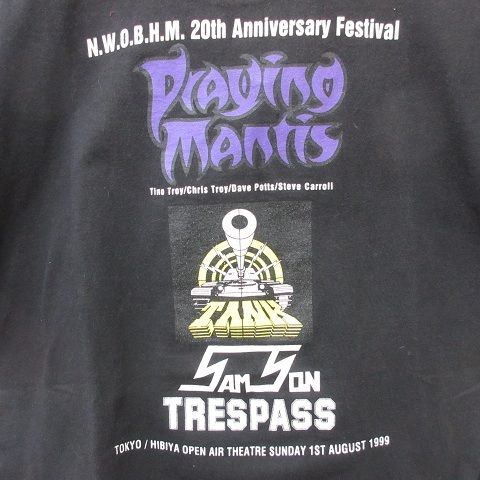 N.W.O.B.H.M. 20th Anniversary Festival
Praying
Mantis
Tino Troy/Chris Troy/Dave Potts/Steve Carroll
TANK
SAMSON
TRESPASS
TOKYO / HIBIYA OPEN AIR THEATRE SUNDAY 1ST AUGUST 1999